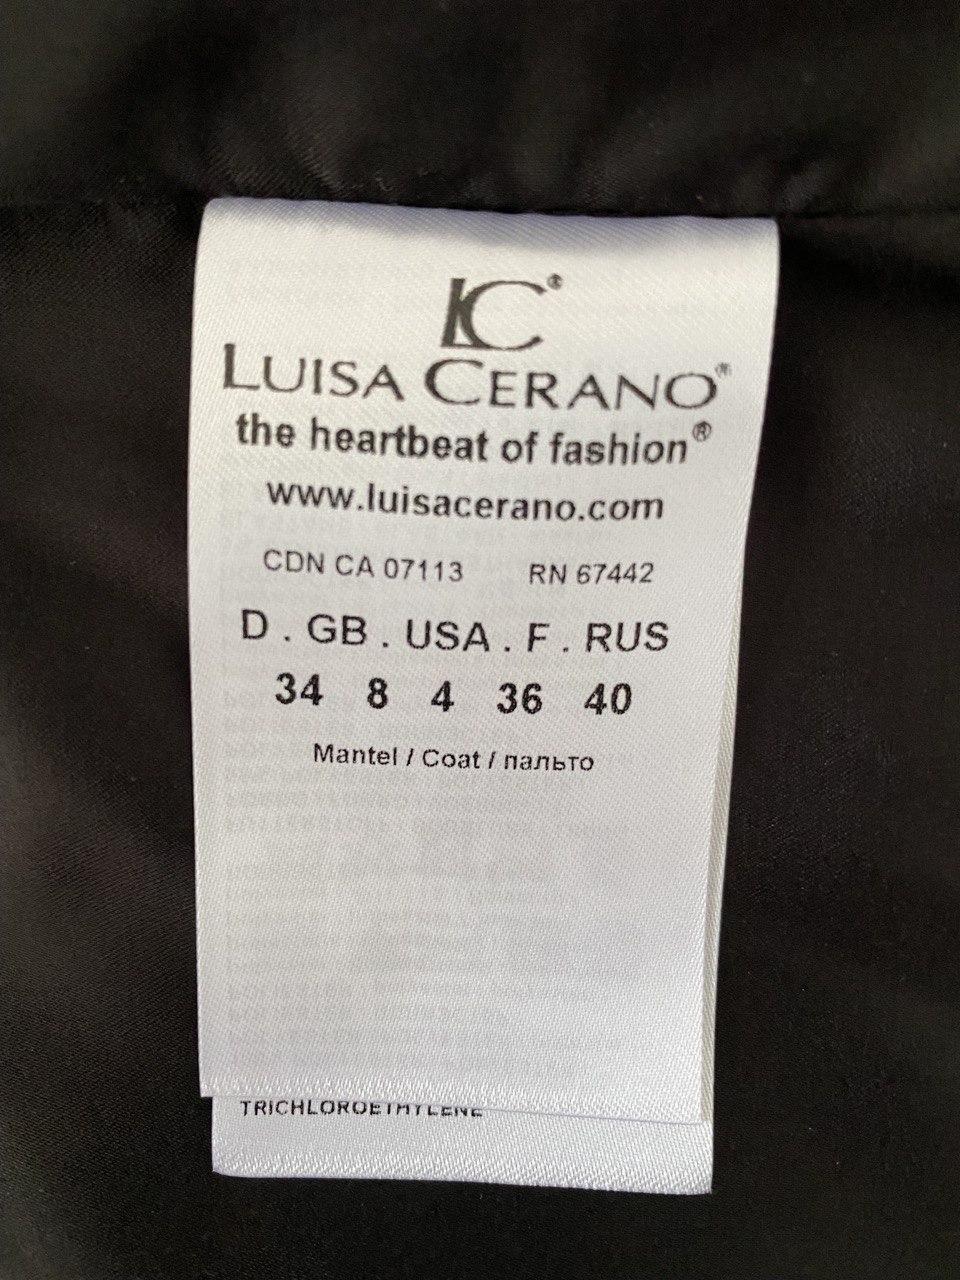 LC®
LUISA CERANO®
the heartbeat of fashion®
www.luisacerano.com
CDN CA 07113 RN 67442
D . GB . USA . F . RUS
34 8 4 36 40
Mantel / Coat / пальто
TRICHLOROETHYLENE